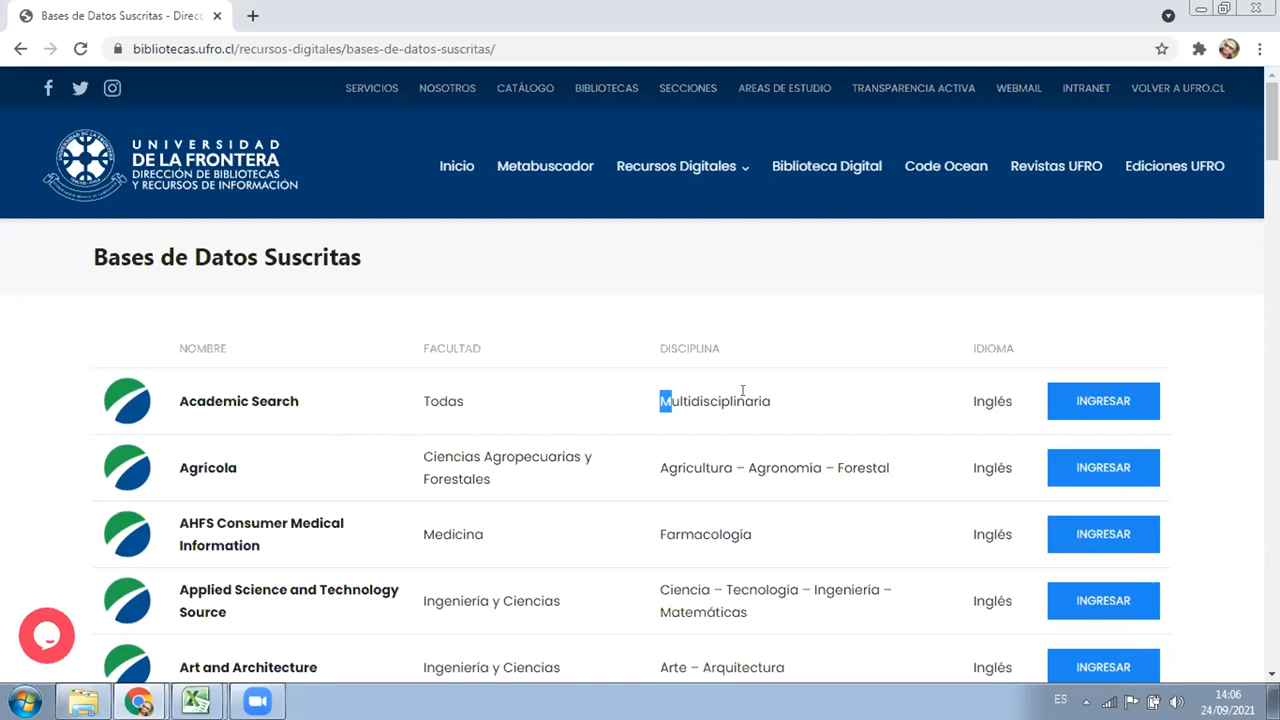 Bases de Datos Suscritas - Direc
bibliotecas.ufro.cl/recursos-digitales/bases-de-datos-suscritas/
SERVICIOS NOSOTROS CATÁLOGO BIBLIOTECAS SECCIONES AREAS DE ESTUDIO TRANSPARENCIA ACTIVA WEBMAIL INTRANET VOLVER A UFRO.CL
UNIVERSIDAD
DE LA FRONTERA
DIRECCIÓN DE BIBLIOTECAS
Y RECURSOS DE INFORMACIÓN
Inicio Metabuscador Recursos Digitales Biblioteca Digital Code Ocean Revistas UFRO Ediciones UFRO
Bases de Datos Suscritas
NOMBRE FACULTAD DISCIPLINA IDIOMA
Academic Search Todas Multidisciplinaria Inglés INGRESAR
Agrícola Ciencias Agropecuarias y Agricultura – Agronomía – Forestal Inglés INGRESAR
Forestales
AHFS Consumer Medical Medicina Farmacología Inglés INGRESAR
Information
Applied Science and Technology Ingeniería y Ciencias Ciencia – Tecnología – Ingeniería – Inglés INGRESAR
Source Matemáticas
Art and Architecture Ingeniería y Ciencias Arte – Arquitectura Inglés INGRESAR
ES 14:06
24/09/2021